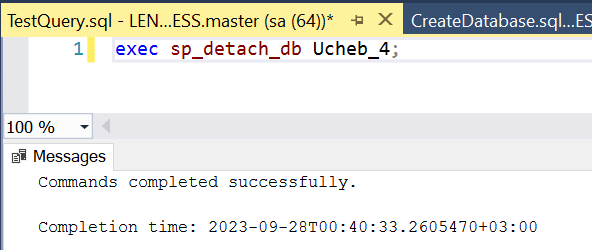 TestQuery.sql - LEN...ESS.master (sa (64))*
CreateDatabase.sql...ES
1 exec sp_detach_db Ucheb_4;
100 %
Messages
Commands completed successfully.
Completion time: 2023-09-28T00:40:33.2605470+03:00